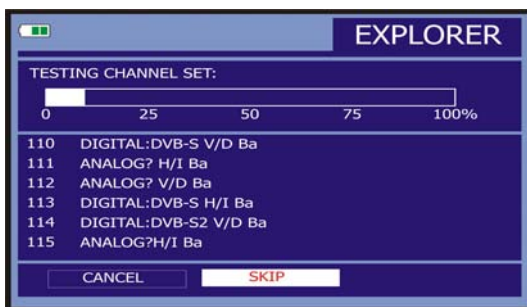 EXPLORER
TESTING CHANNEL SET:
0 25 50 75 100%
110 DIGITAL:DVB-S V/D Ba
111 ANALOG? H/I Ba
112 ANALOG? V/D Ba
113 DIGITAL:DVB-S H/I Ba
114 DIGITAL:DVB-S2 V/D Ba
115 ANALOG?H/I Ba
CANCEL SKIP